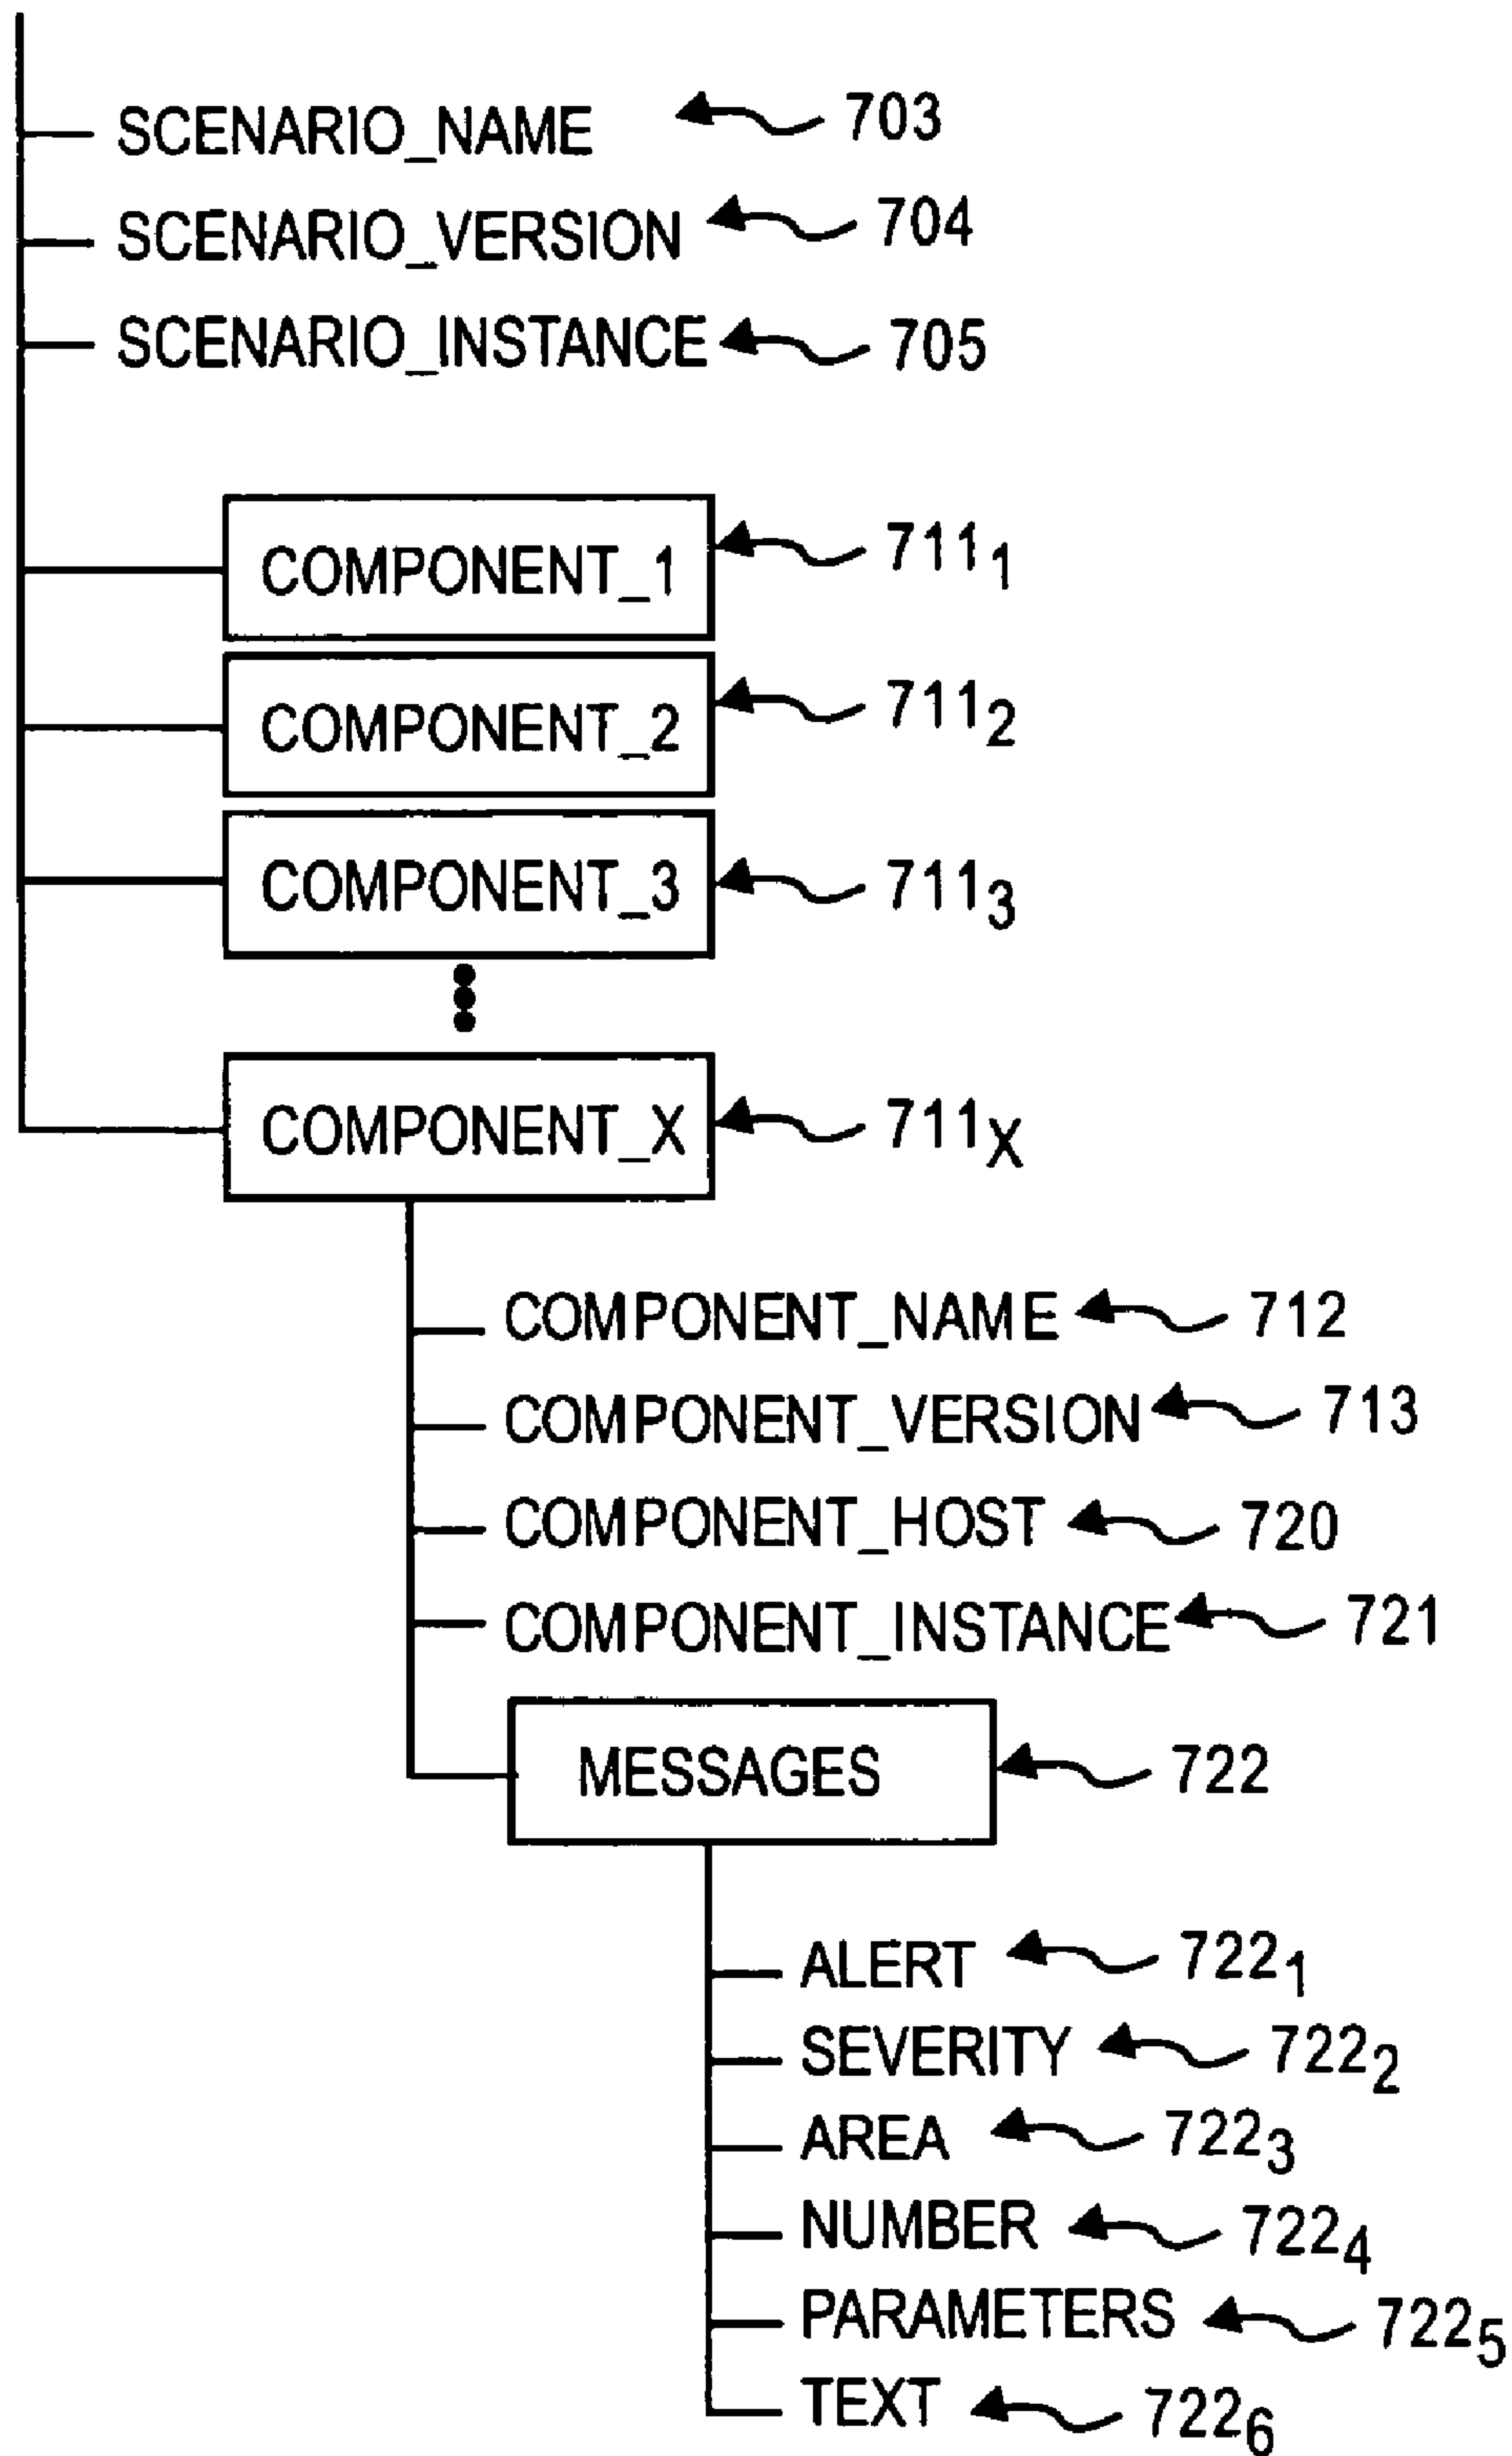 SCENARIO_NAME 703
SCENARIO_VERSION 704
SCENARIO_INSTANCE 705
COMPONENT_1 711₁
COMPONENT_2 711₂
COMPONENT_3 711₃
COMPONENT_X 711X
COMPONENT_NAME 712
COMPONENT_VERSION 713
COMPONENT_HOST 720
COMPONENT_INSTANCE 721
MESSAGES 722
ALERT 722₁
SEVERITY 722₂
AREA 722₃
NUMBER 722₄
PARAMETERS 722₅
TEXT 722₆